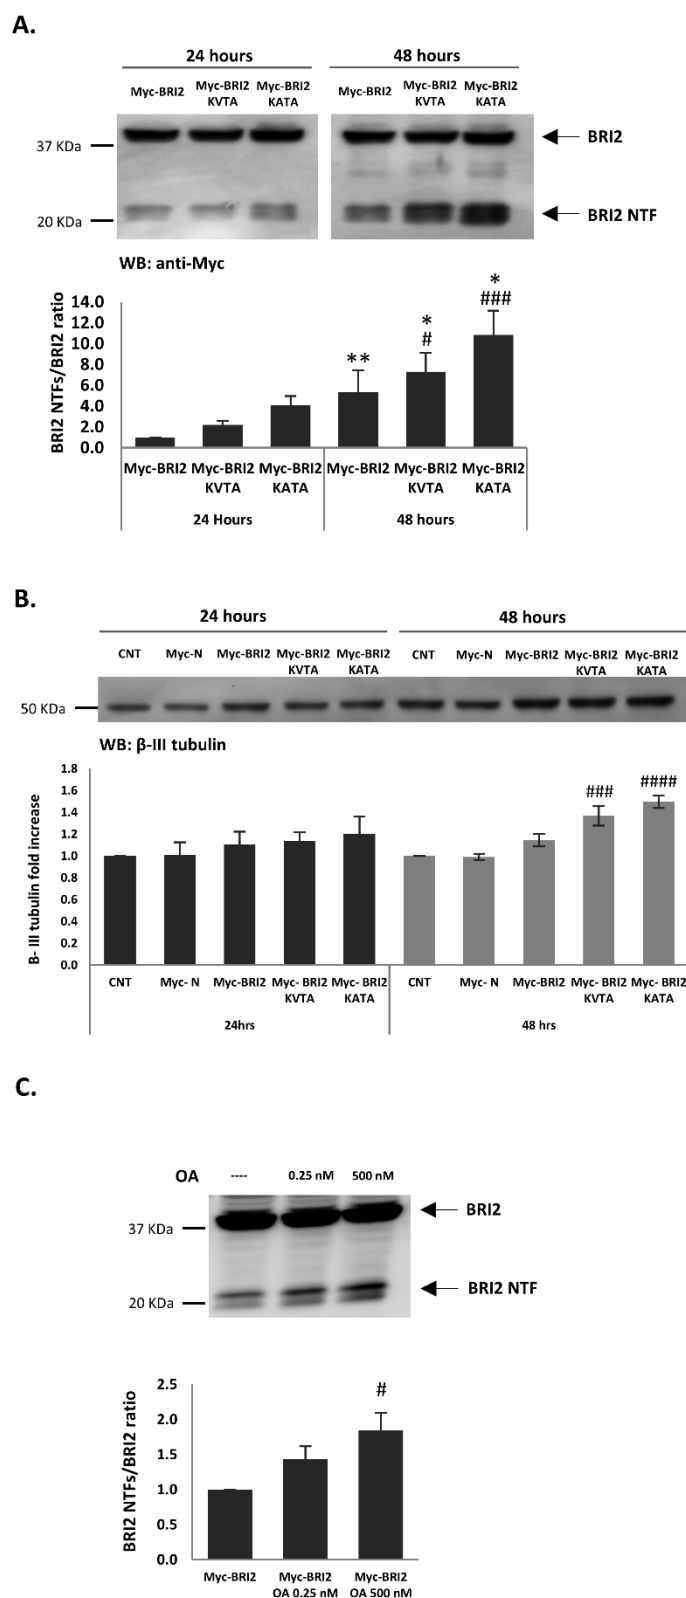 A.
24 hours 48 hours
Myc-BRI2 Myc-BRI2 KVTA Myc-BRI2 KATA Myc-BRI2 Myc-BRI2 KVTA Myc-BRI2 KATA
37 KDa
BRI2
20 KDa
BRI2 NTF
WB: anti-Myc
BRI2 NTFs/BRI2 ratio
14.0
12.0
10.0
8.0
6.0
4.0
2.0
0.0
**
*
#
*
###
Myc-BRI2 Myc-BRI2 KVTA Myc-BRI2 KATA Myc-BRI2 Myc-BRI2 KVTA Myc-BRI2 KATA
24 Hours 48 hours
B.
24 hours 48 hours
CNT Myc-N Myc-BRI2 Myc-BRI2 KVTA Myc-BRI2 KATA CNT Myc-N Myc-BRI2 Myc-BRI2 KVTA Myc-BRI2 KATA
50 KDa
WB: β-III tubulin
B- III tubulin fold increase
1.8
1.6
1.4
1.2
1.0
0.8
0.6
0.4
0.2
0.0
### ####
CNT Myc- N Myc-BRI2 Myc- BRI2 KVTA Myc- BRI2 KATA CNT Myc- N Myc-BRI2 Myc- BRI2 KVTA Myc- BRI2 KATA
24hrs 48 hrs
C.
OA ---- 0.25 nM 500 nM
BRI2
37 KDa
BRI2 NTF
20 KDa
BRI2 NTFs/BRI2 ratio
2.5
2.0
1.5
1.0
0.5
0.0
#
Myc-BRI2 Myc-BRI2 OA 0.25 nM Myc-BRI2 OA 500 nM